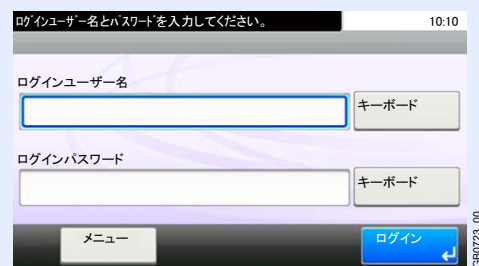 ﾛｸﾞｲﾝﾕｰｻﾞｰ名とﾊﾟｽﾜｰﾄﾞを入力してください。 10:10
ログインユーザー名
キーボード
ログインパスワード
キーボード
メニュー ログイン
GB0723_00